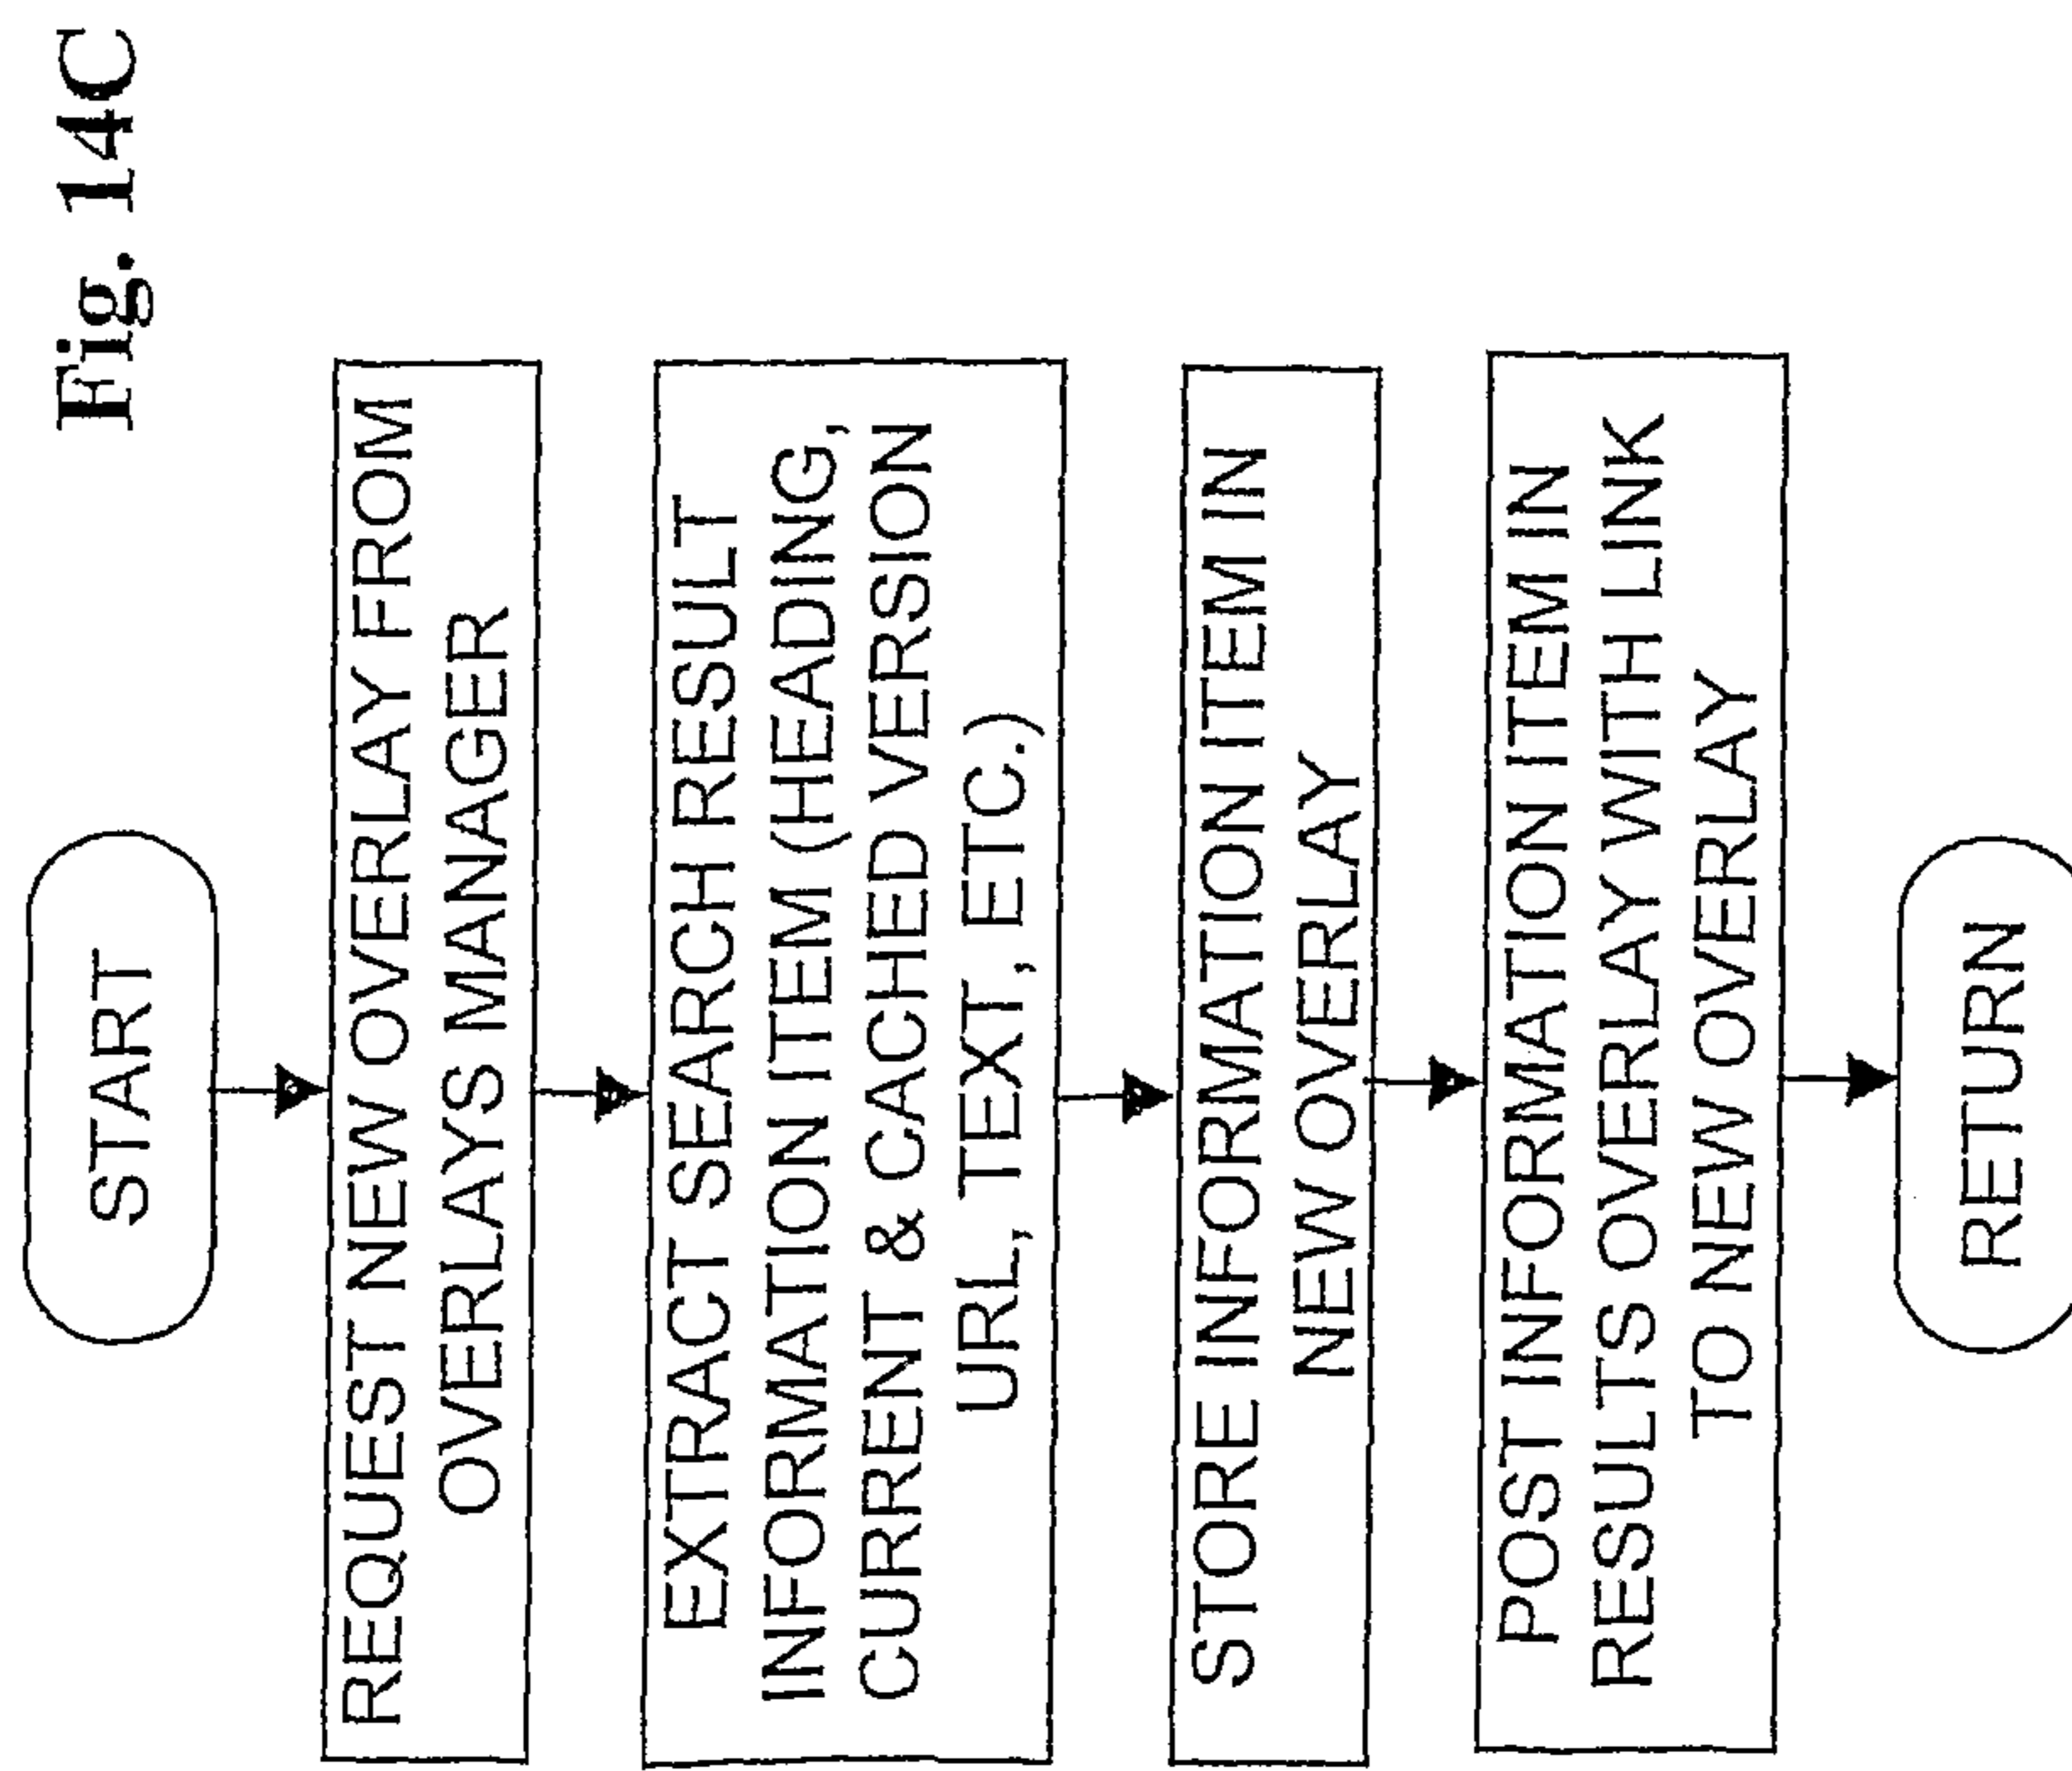 Fig. 14C
START
REQUEST NEW OVERLAY FROM
OVERLAYS MANAGER
EXTRACT SEARCH RESULT
INFORMATION ITEM (HEADING,
CURRENT & CACHED VERSION
URL, TEXT, ETC.)
STORE INFORMATION ITEM IN
NEW OVERLAY
POST INFORMATION ITEM IN
RESULTS OVERLAY WITH LINK
TO NEW OVERLAY
RETURN